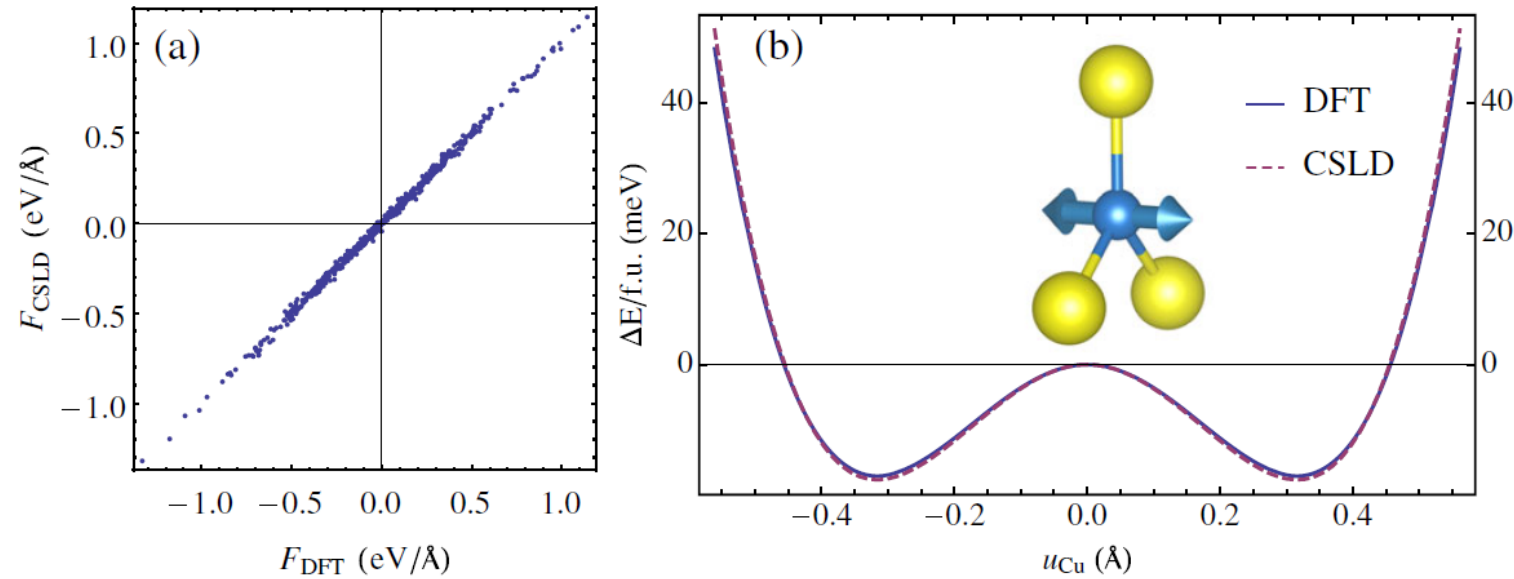 (a)
1.0
0.5
0.0
−0.5
−1.0
F_CSLD (eV/Å)
−1.0 −0.5 0.0 0.5 1.0
F_DFT (eV/Å)
(b)
DFT
CSLD
40
20
0
40
20
0
ΔE/f.u. (meV)
−0.4 −0.2 0.0 0.2 0.4
u_Cu (Å)